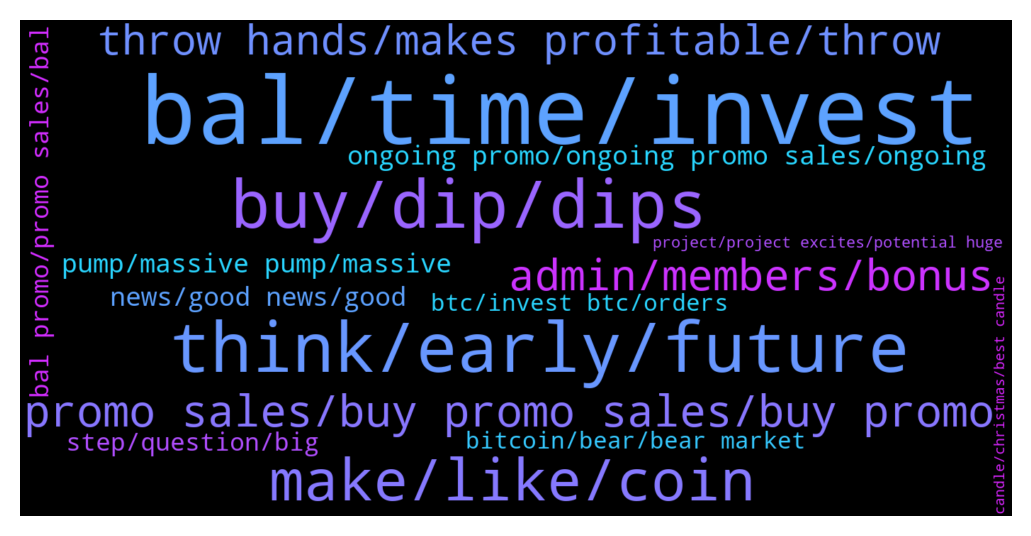 throw hands/makes profitable/throw
bal/time/invest
ongoing promo/ongoing promo sales/ongoing
buy/dip/dips
project/project excites/potential huge
pump/massive pump/massive
admin/members/bonus
news/good news/good
btc/invest btc/orders
think/early/future
promo sales/buy promo sales/buy promo
step/question/big
bitcoin/bear/bear market
make/like/coin
bal promo/promo sales/bal
candle/christmas/best candle